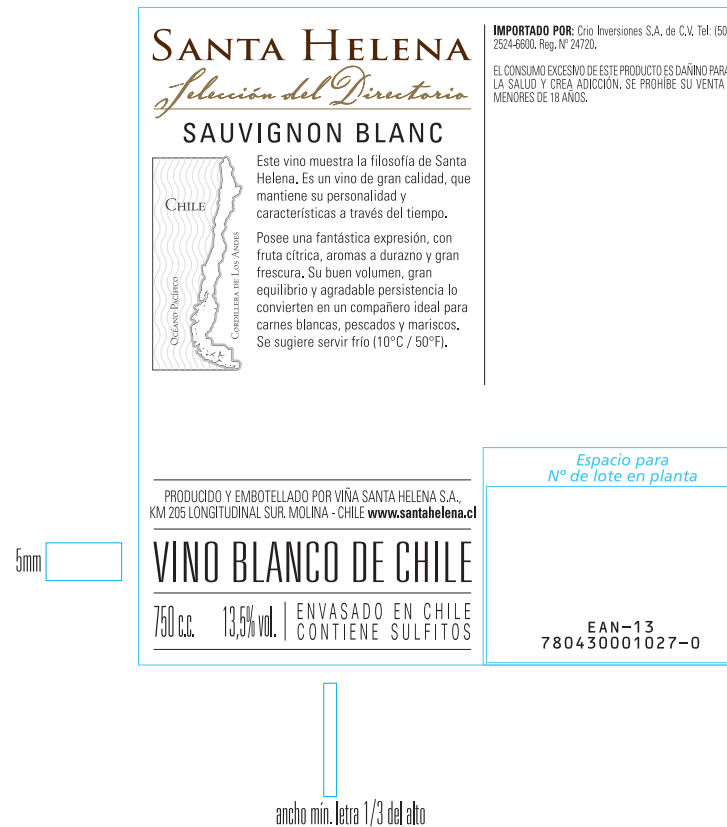 SANTA HELENA
Selección del Directorio
SAUVIGNON BLANC
Este vino muestra la filosofía de Santa
Helena. Es un vino de gran calidad, que
mantiene su personalidad y
características a través del tiempo.
Posee una fantástica expresión, con
fruta cítrica, aromas a durazno y gran
frescura. Su buen volumen, gran
equilibrio y agradable persistencia lo
convierten en un compañero ideal para
carnes blancas, pescados y mariscos.
Se sugiere servir frío (10°C / 50°F).
CHILE
OCÉANO PACÍFICO
CORDILLERA DE LOS ANDES
IMPORTADO POR: Crio Inversiones S.A. de C.V. Tel: (50
2524-6600. Reg. N° 24720.
EL CONSUMO EXCESIVO DE ESTE PRODUCTO ES DAÑINO PARA
LA SALUD Y CREA ADICCIÓN. SE PROHÍBE SU VENTA
MENORES DE 18 AÑOS.
PRODUCIDO Y EMBOTELLADO POR VIÑA SANTA HELENA S.A.,
KM 205 LONGITUDINAL SUR. MOLINA - CHILE www.santahelena.cl
5mm
VINO BLANCO DE CHILE
750 c.c. 13,5% vol. ENVASADO EN CHILE
CONTIENE SULFITOS
Espacio para
Nº de lote en planta
EAN-13
780430001027-0
ancho mín. letra 1/3 del alto